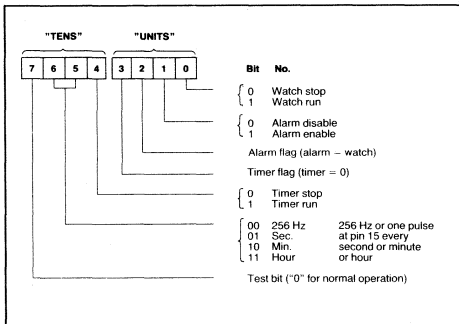 "TENS" "UNITS"
7 6 5 4 3 2 1 0
Bit No.
0 Watch stop
1 Watch run
0 Alarm disable
1 Alarm enable
Alarm flag (alarm – watch)
Timer flag (timer = 0)
0 Timer stop
1 Timer run
00 256 Hz 256 Hz or one pulse
01 Sec. at pin 15 every
10 Min. second or minute
11 Hour or hour
Test bit ("0" for normal operation)